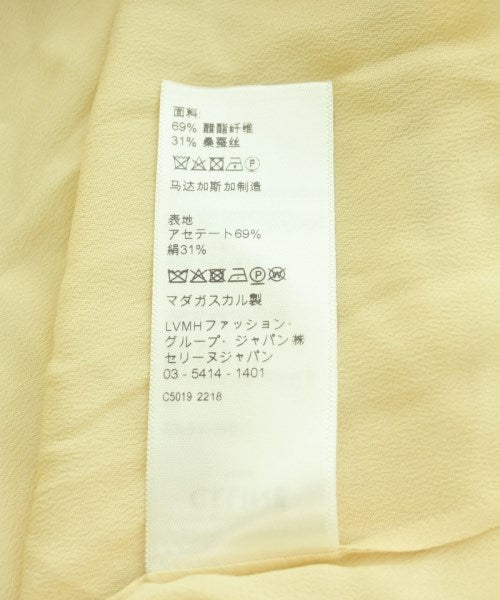 面料:
69% 醋酯纤维
31% 桑蚕丝
马达加斯加制造
表地
アセテート69%
絹31%
マダガスカル製
LVMHファッション・
グループ・ジャパン㈱
セリーヌジャパン
03 - 5414 - 1401
C5019 2218
CELINE